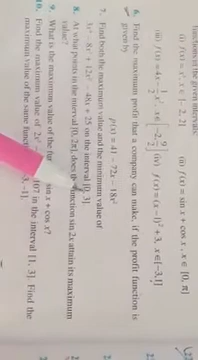 functions in the given intervals:
(i) f(x) = x³, x ∈ [-2, 2] (ii) f(x) = sin x + cos x, x ∈ [0, π]
(iii) f(x) = 4x - 1/2 x², x ∈ [-2, 9/2] (iv) f(x) = (x-1)² + 3, x ∈ [-3,1]
6. Find the maximum profit that a company can make, if the profit function is
given by
p(x) = 41 - 72x - 18x²
7. Find both the maximum value and the minimum value of
3x⁴ - 8x³ + 12x² - 48x + 25 on the interval [0, 3]
8. At what points in the interval [0, 2π], does function sin 2x attain its maximum
value?
9. What is the maximum value of the sin x + cos x?
10. Find the maximum value of 2x³ 107 in the interval [1, 3]. Find the
maximum value of the same -1].